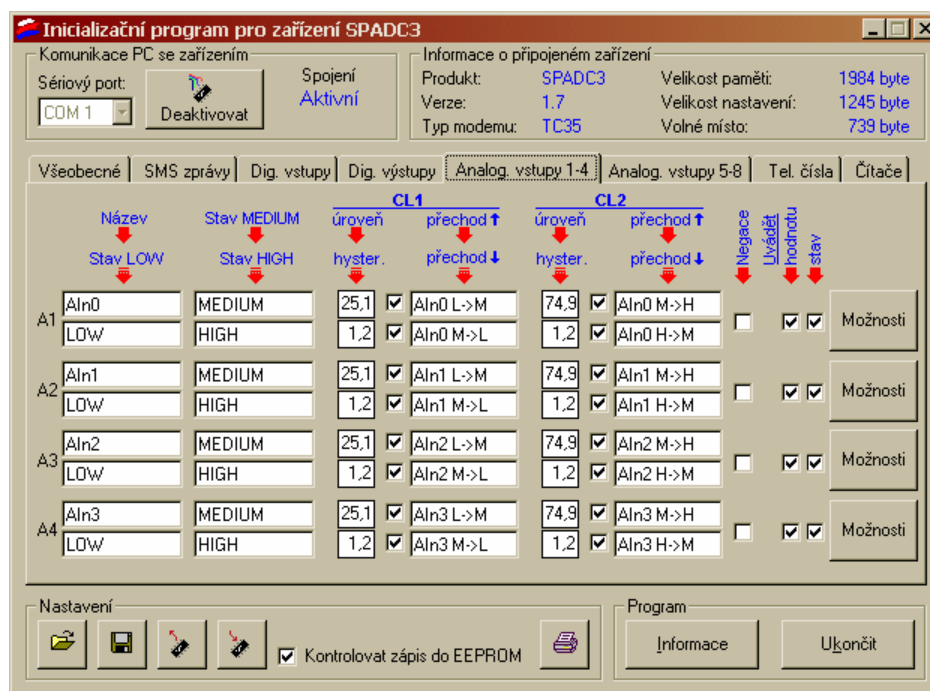 Inicializační program pro zařízení SPADC3
Komunikace PC se zařízením
Sériový port:
COM 1
Deaktivovat
Spojení
Aktivní
Informace o připojeném zařízení
Produkt: SPADC3 Velikost paměti: 1984 byte
Verze: 1.7 Velikost nastavení: 1245 byte
Typ modemu: TC35 Volné místo: 739 byte
Všeobecné SMS zprávy Dig. vstupy Dig. výstupy Analog. vstupy 1-4 Analog. vstupy 5-8 Tel. čísla Čítače
CL1 CL2
Název Stav MEDIUM úroveň přechod úroveň přechod
Stav LOW Stav HIGH hyster. přechod hyster. přechod
Negace
Uvádět
hodnotu
stav
A1
AIn0 MEDIUM 25,1 AIn0 L->M 74,9 AIn0 M->H
LOW HIGH 1,2 AIn0 M->L 1,2 AIn0 H->M
Možnosti
A2
AIn1 MEDIUM 25,1 AIn1 L->M 74,9 AIn1 M->H
LOW HIGH 1,2 AIn1 M->L 1,2 AIn1 H->M
Možnosti
A3
AIn2 MEDIUM 25,1 AIn2 L->M 74,9 AIn2 M->H
LOW HIGH 1,2 AIn2 M->L 1,2 AIn2 H->M
Možnosti
A4
AIn3 MEDIUM 25,1 AIn3 L->M 74,9 AIn3 M->H
LOW HIGH 1,2 AIn3 M->L 1,2 AIn3 H->M
Možnosti
Nastavení
Kontrolovat zápis do EEPROM
Program
Informace
Ukončit